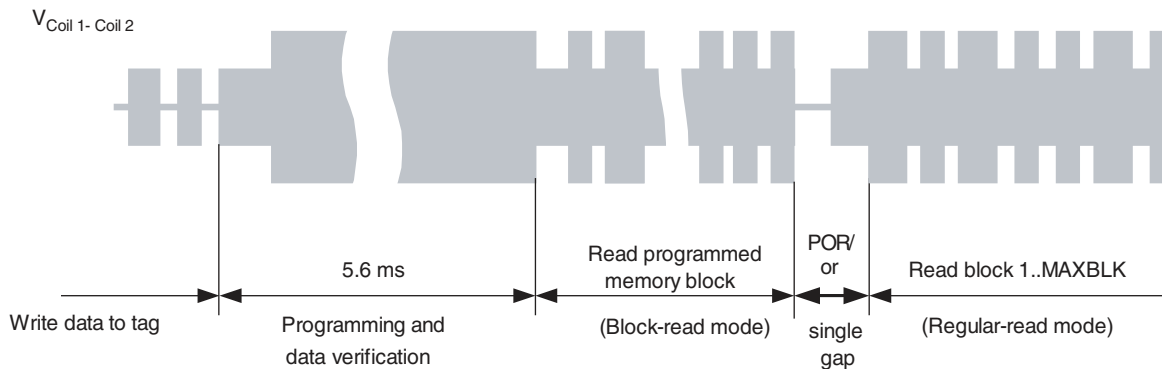 V Coil 1- Coil 2
5.6 ms
Read programmed
memory block
POR/
or
Read block 1..MAXBLK
Write data to tag
Programming and
data verification
(Block-read mode)
single
gap
(Regular-read mode)